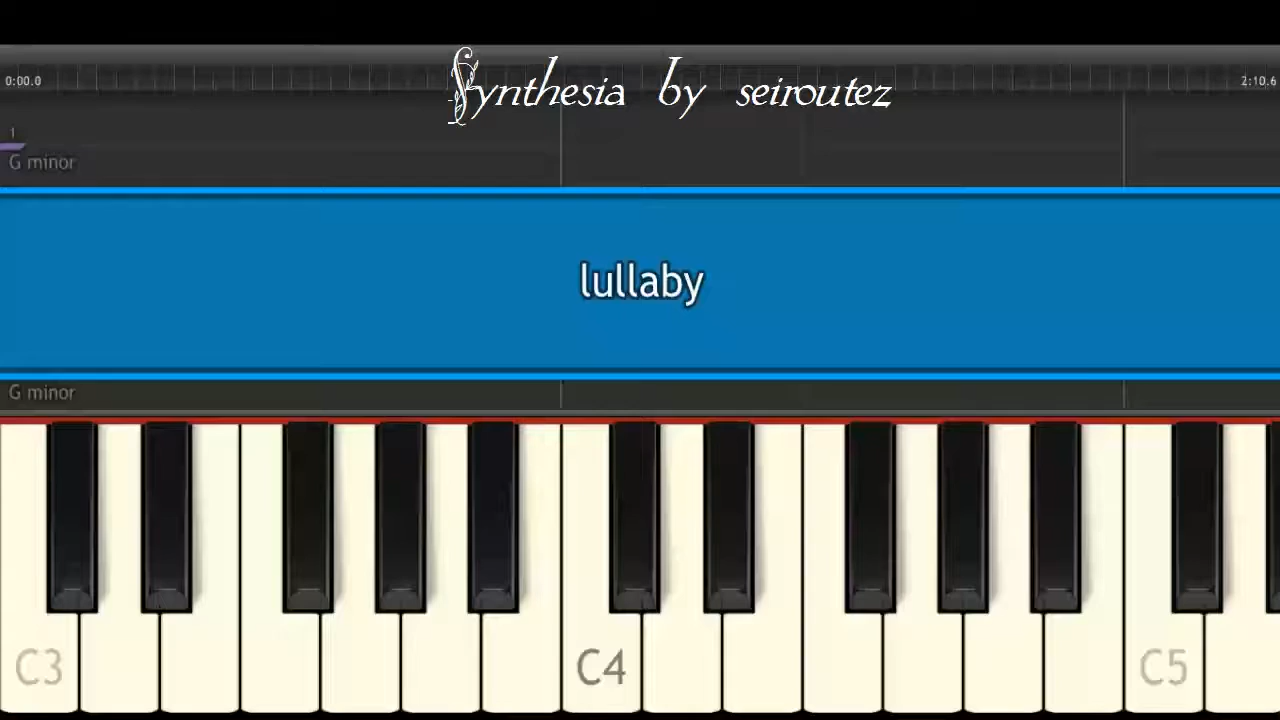 Synthesia by seiroutez
0:00.0 2:10.6
1
G minor
lullaby
G minor
C3 C4 C5